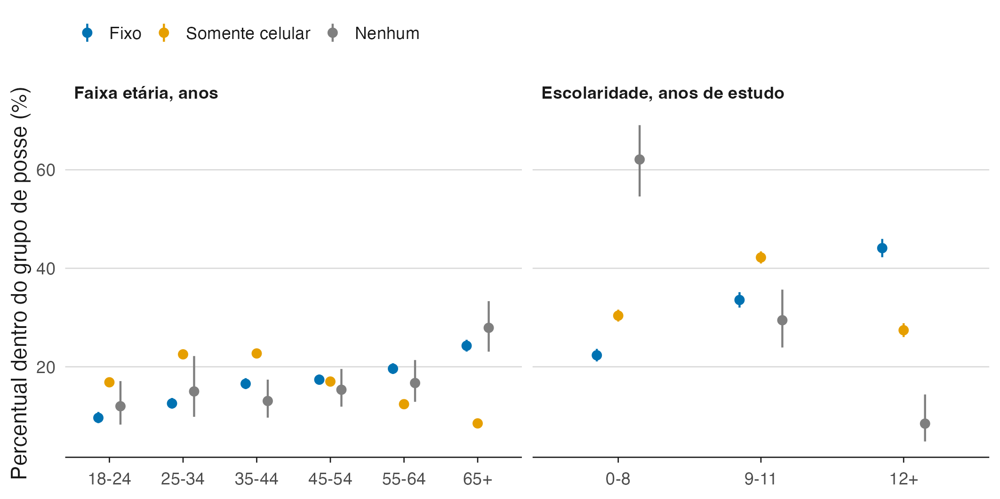 Fixo Somente celular Nenhum
Faixa etária, anos
Escolaridade, anos de estudo
Percentual dentro do grupo de posse (%)
60
40
20
18-24 25-34 35-44 45-54 55-64 65+
0-8 9-11 12+